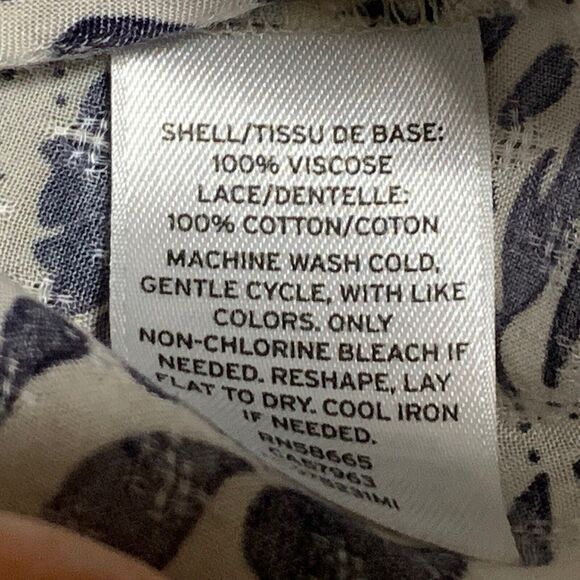 SHELL/TISSU DE BASE:
100% VISCOSE
LACE/DENTELLE:
100% COTTON/COTON
MACHINE WASH COLD,
GENTLE CYCLE, WITH LIKE
COLORS. ONLY
NON-CHLORINE BLEACH IF
NEEDED. RESHAPE, LAY
FLAT TO DRY. COOL IRON
IF NEEDED.
RN58665
CA57963